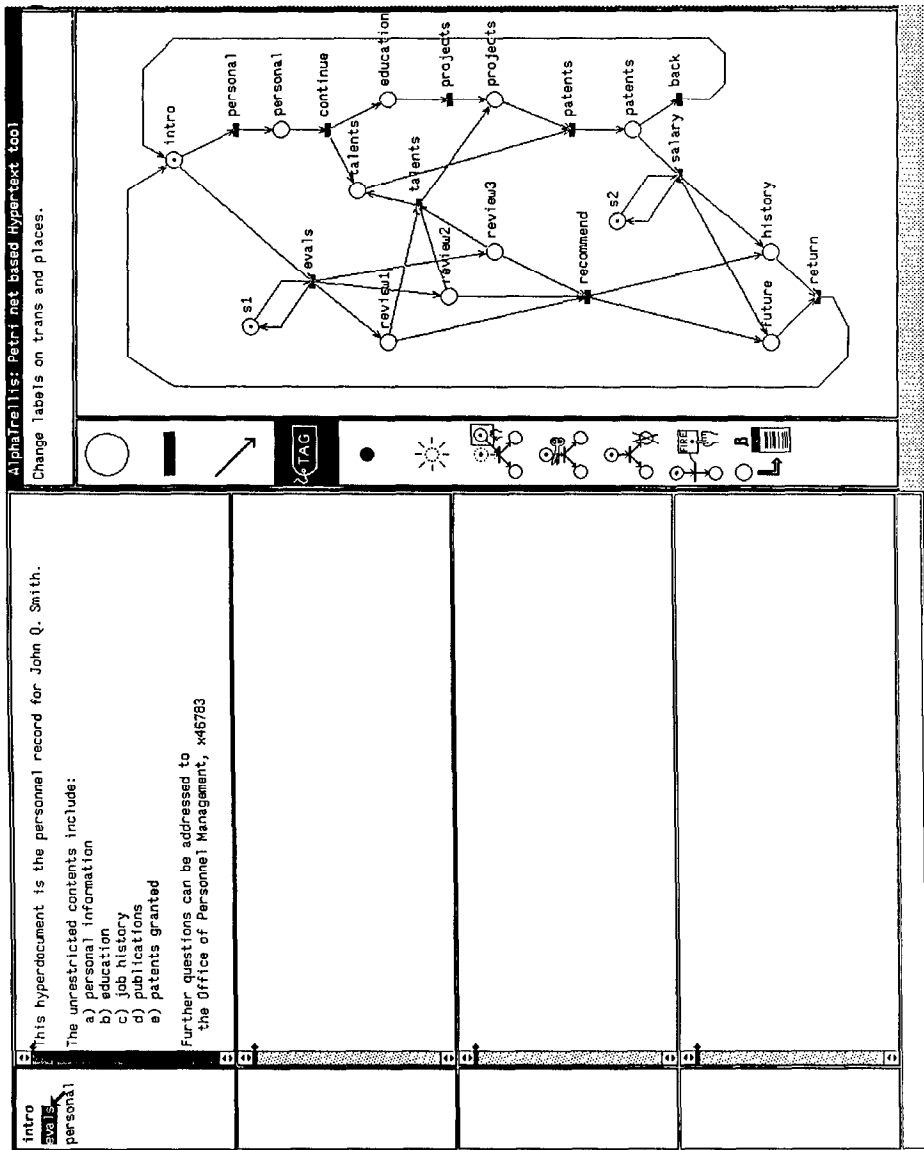 intro
evals
personal
This hyperdocument is the personnel record for John Q. Smith.
The unrestricted contents include:
a) personal information
b) education
c) job history
d) publications
e) patents granted
Further questions can be addressed to
the Office of Personnel Management, x46783
AlphaTrellis: Petri net based Hypertext tool
Change labels on trans and places.
TAG
FIRE
β
intro
personal
personal
continue
education
projects
projects
talents
talents
patents
patents
back
salary
s2
s1
evals
review1
review2
review3
recommend
history
future
return